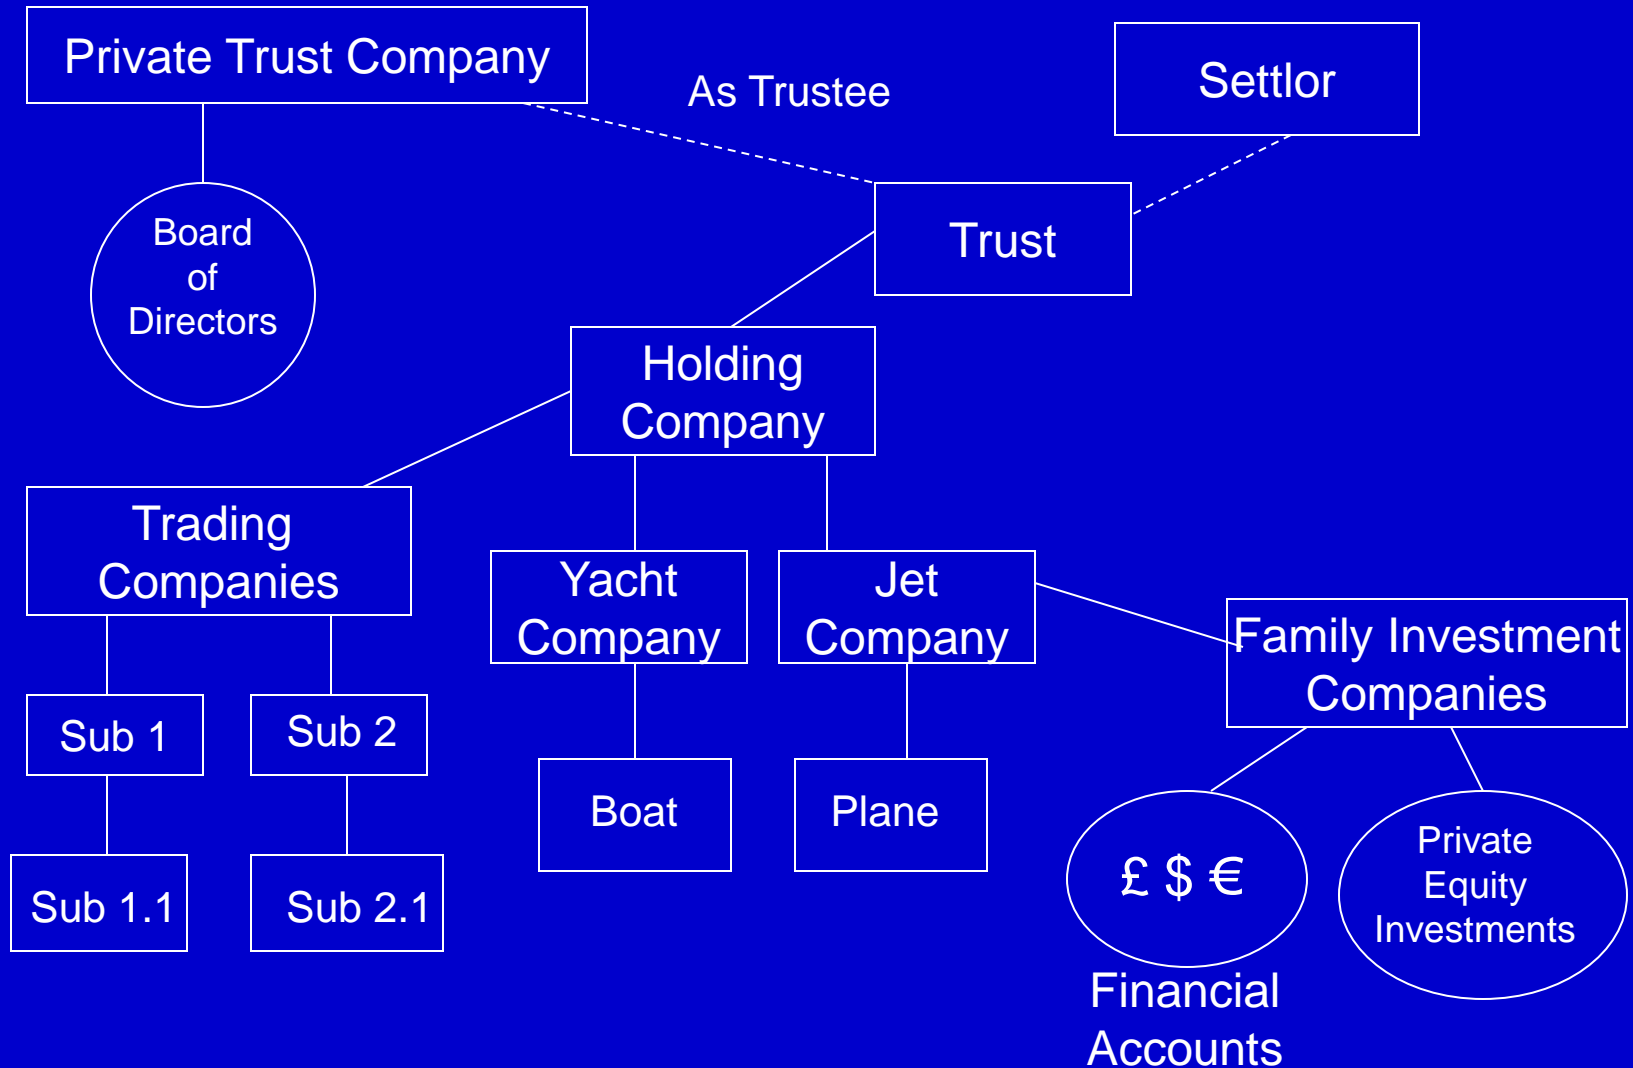 Private Trust Company
As Trustee
Settlor
Board
of
Directors
Trust
Holding
Company
Trading
Companies
Yacht
Company
Jet
Company
Family Investment
Companies
Sub 1
Sub 2
Boat
Plane
Sub 1.1
Sub 2.1
£ $ €
Private
Equity
Investments
Financial
Accounts